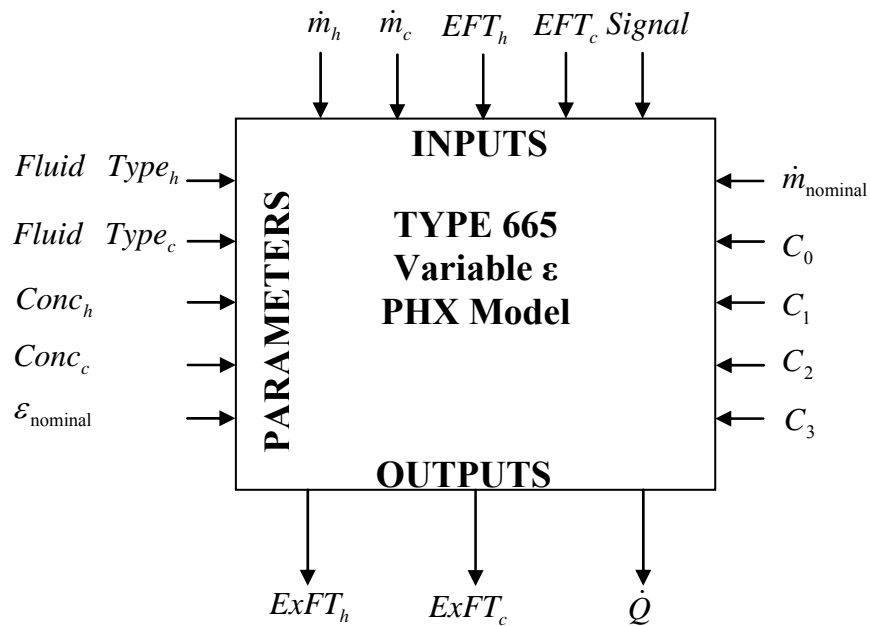 ṁ_h ṁ_c EFT_h EFT_c Signal
INPUTS
Fluid Type_h
Fluid Type_c
Conc_h
Conc_c
ε_nominal
PARAMETERS
TYPE 665
Variable ε
PHX Model
ṁ_nominal
C_0
C_1
C_2
C_3
OUTPUTS
ExFT_h ExFT_c Q̇